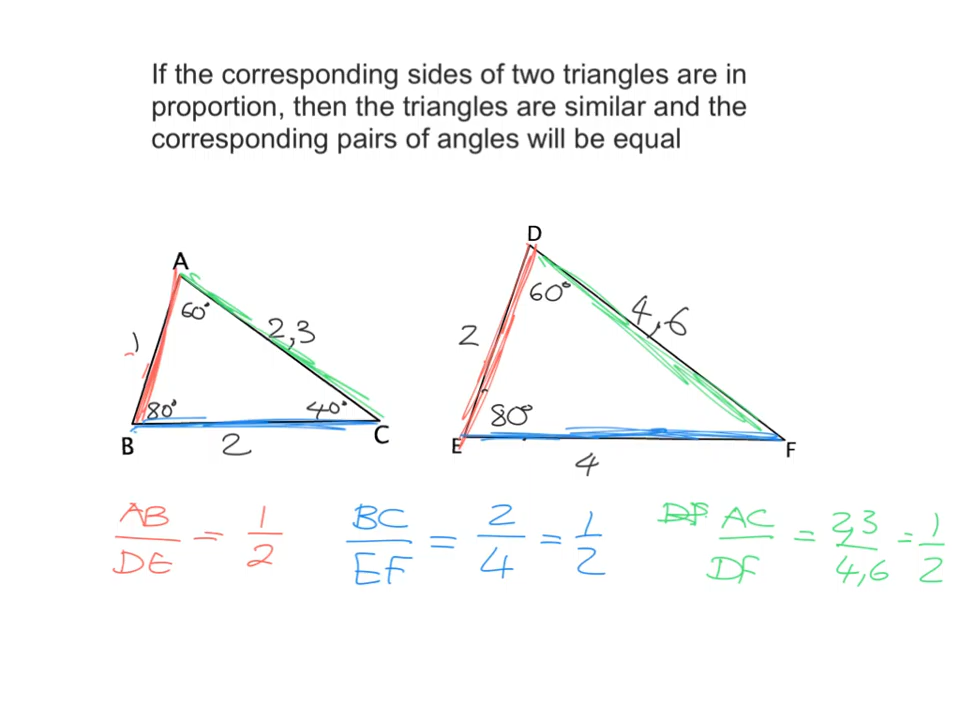 If the corresponding sides of two triangles are in
proportion, then the triangles are similar and the
corresponding pairs of angles will be equal
D
A
60°
60°
4,6
2,3
2
1
80°
40°
80°
B
2
C
E
4
F
AB/DE = 1/2
BC/EF = 2/4 = 1/2
AC/DF = 2,3/4,6 = 1/2